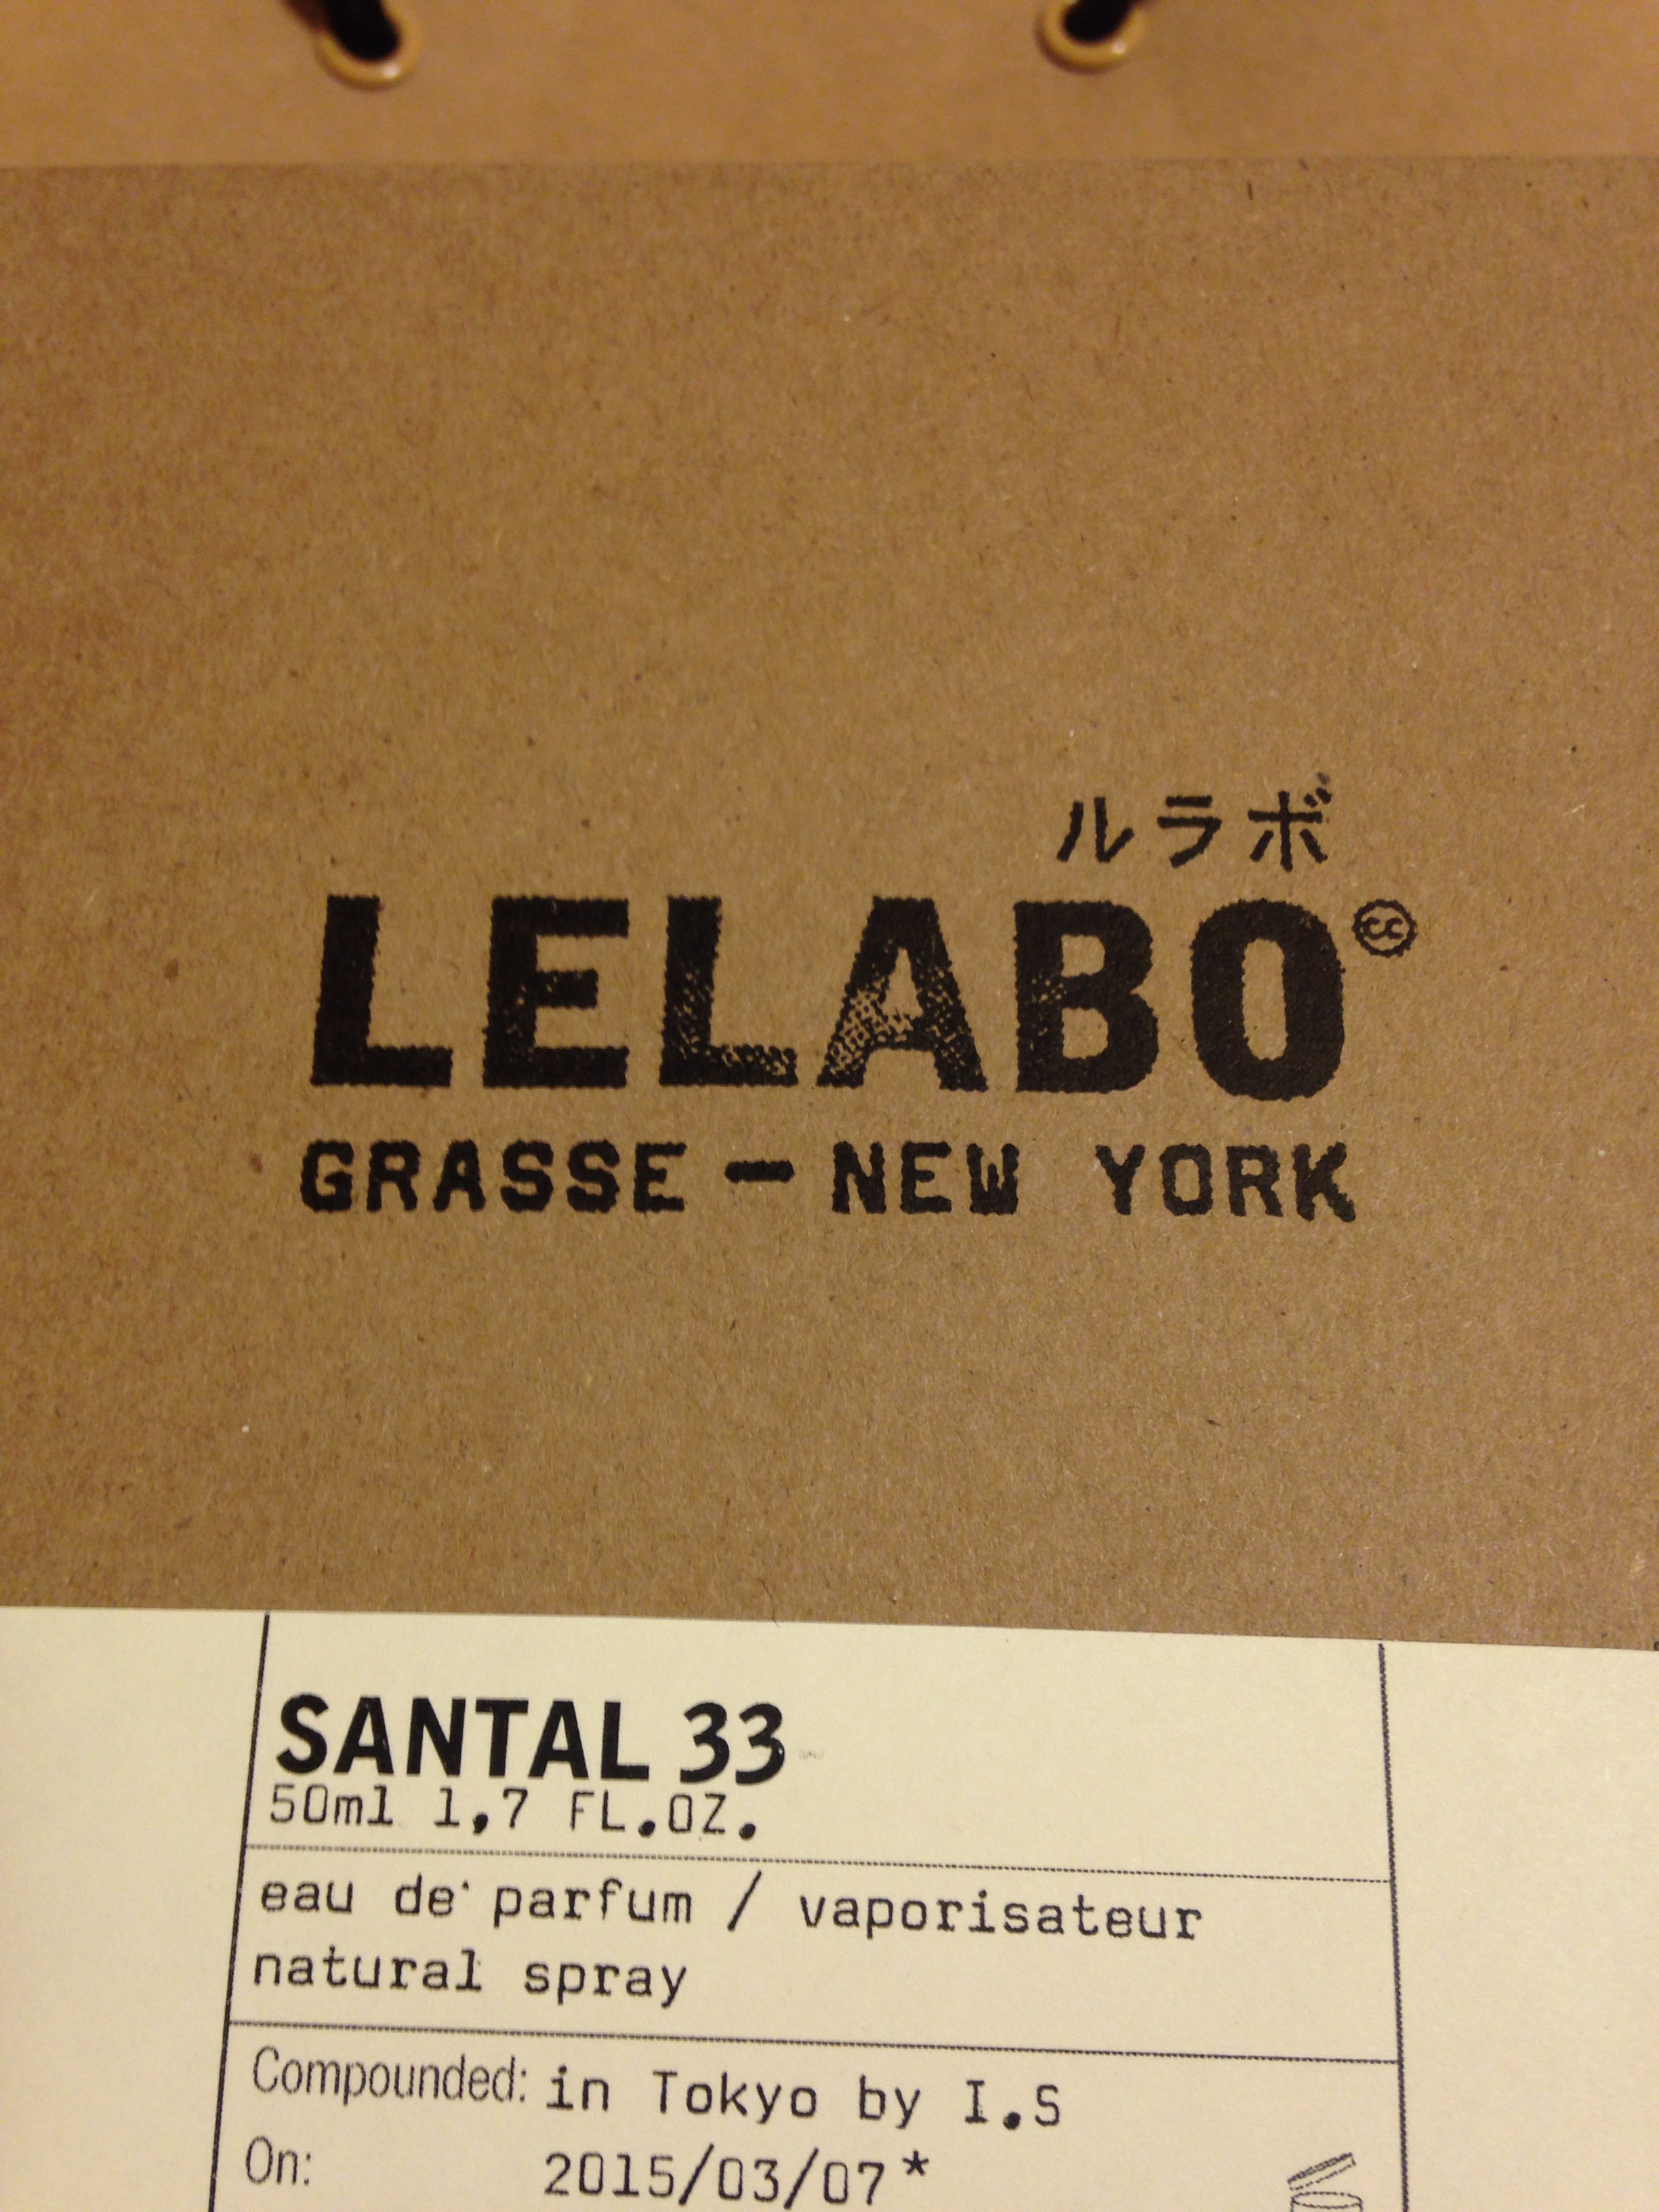 ルラボ
LELABO
cc
GRASSE — NEW YORK
SANTAL 33
50ml 1.7 FL.OZ.
eau de parfum / vaporisateur
natural spray
Compounded: in Tokyo by I.S
On: 2015/03/07*